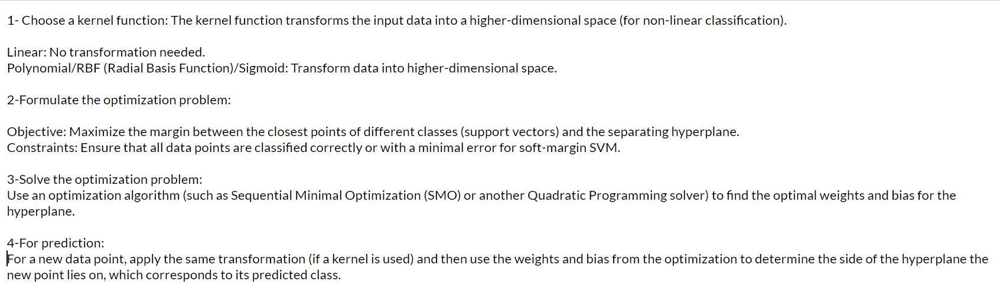 1- Choose a kernel function: The kernel function transforms the input data into a higher-dimensional space (for non-linear classification).
Linear: No transformation needed.
Polynomial/RBF (Radial Basis Function)/Sigmoid: Transform data into higher-dimensional space.
2-Formulate the optimization problem:
Objective: Maximize the margin between the closest points of different classes (support vectors) and the separating hyperplane.
Constraints: Ensure that all data points are classified correctly or with a minimal error for soft-margin SVM.
3-Solve the optimization problem:
Use an optimization algorithm (such as Sequential Minimal Optimization (SMO) or another Quadratic Programming solver) to find the optimal weights and bias for the
hyperplane.
4-For prediction:
For a new data point, apply the same transformation (if a kernel is used) and then use the weights and bias from the optimization to determine the side of the hyperplane the
new point lies on, which corresponds to its predicted class.